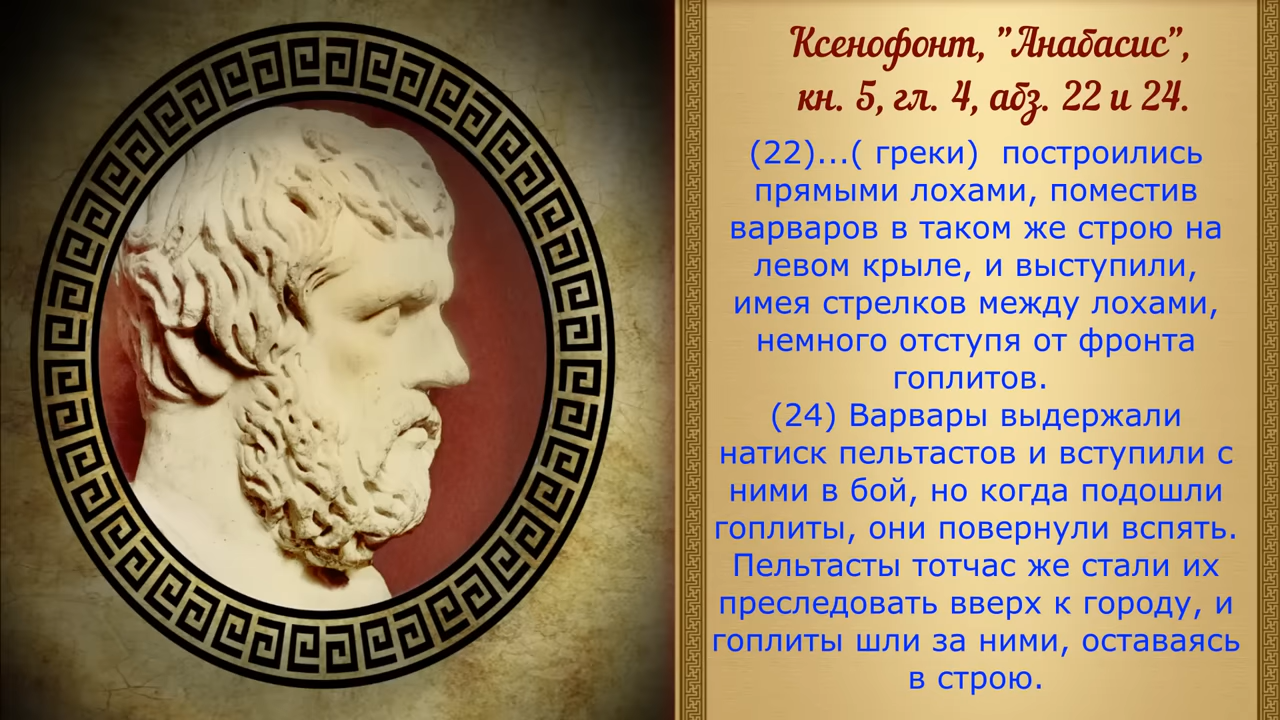 Ксенофонт, "Анабасис",
кн. 5, гл. 4, абз. 22 и 24.
(22)...( греки) построились
прямыми лохами, поместив
варваров в таком же строю на
левом крыле, и выступили,
имея стрелков между лохами,
немного отступя от фронта
гоплитов.
(24) Варвары выдержали
натиск пельтастов и вступили с
ними в бой, но когда подошли
гоплиты, они повернули вспять.
Пельтасты тотчас же стали их
преследовать вверх к городу, и
гоплиты шли за ними, оставаясь
в строю.